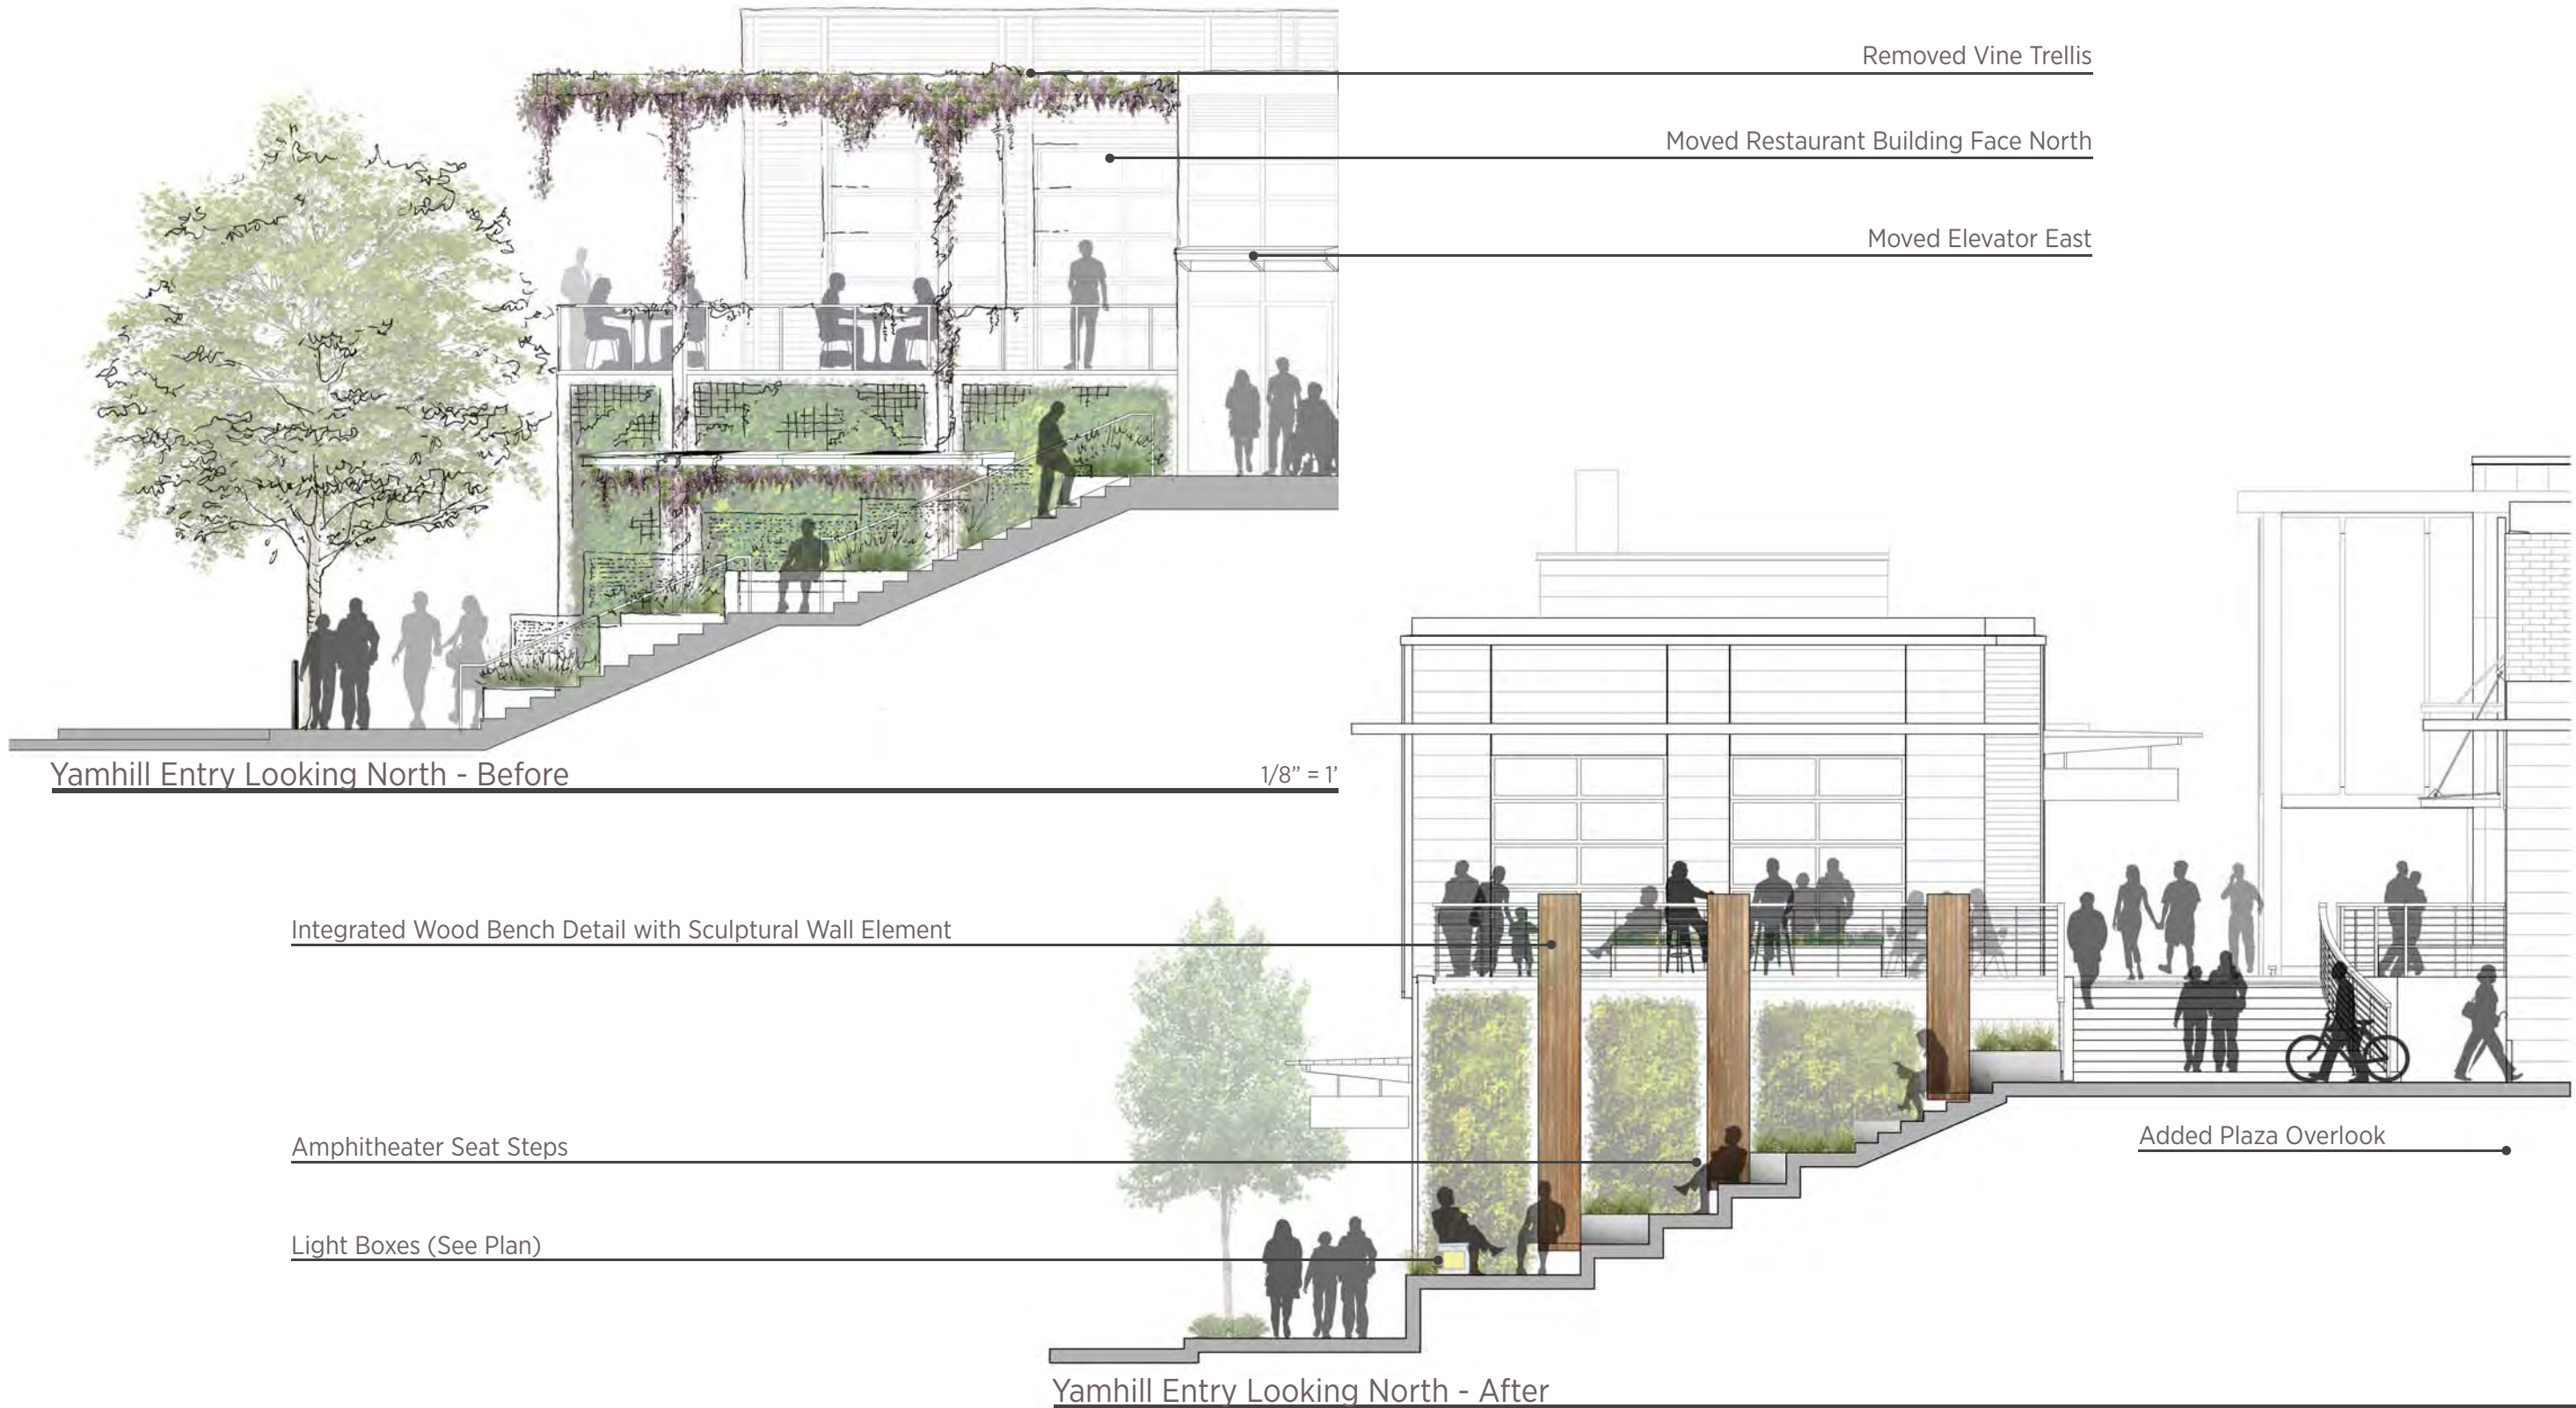 Removed Vine Trellis
Moved Restaurant Building Face North
Moved Elevator East
Yamhill Entry Looking North - Before
1/8” = 1’
Integrated Wood Bench Detail with Sculptural Wall Element
Amphitheater Seat Steps
Added Plaza Overlook
Light Boxes (See Plan)
Yamhill Entry Looking North - After